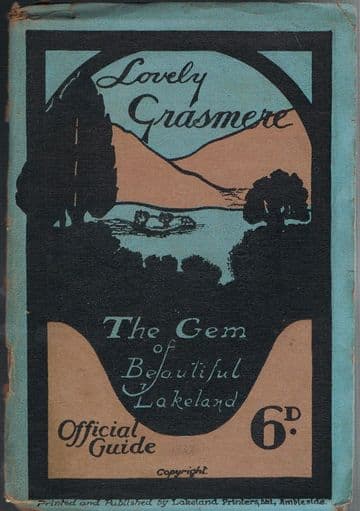 Lovely
Grasmere
The Gem
of
Beautiful
Lakeland
Official
Guide
6D.
Copyright.
Printed and Published by Lakeland Printers, Ltd., Ambleside.